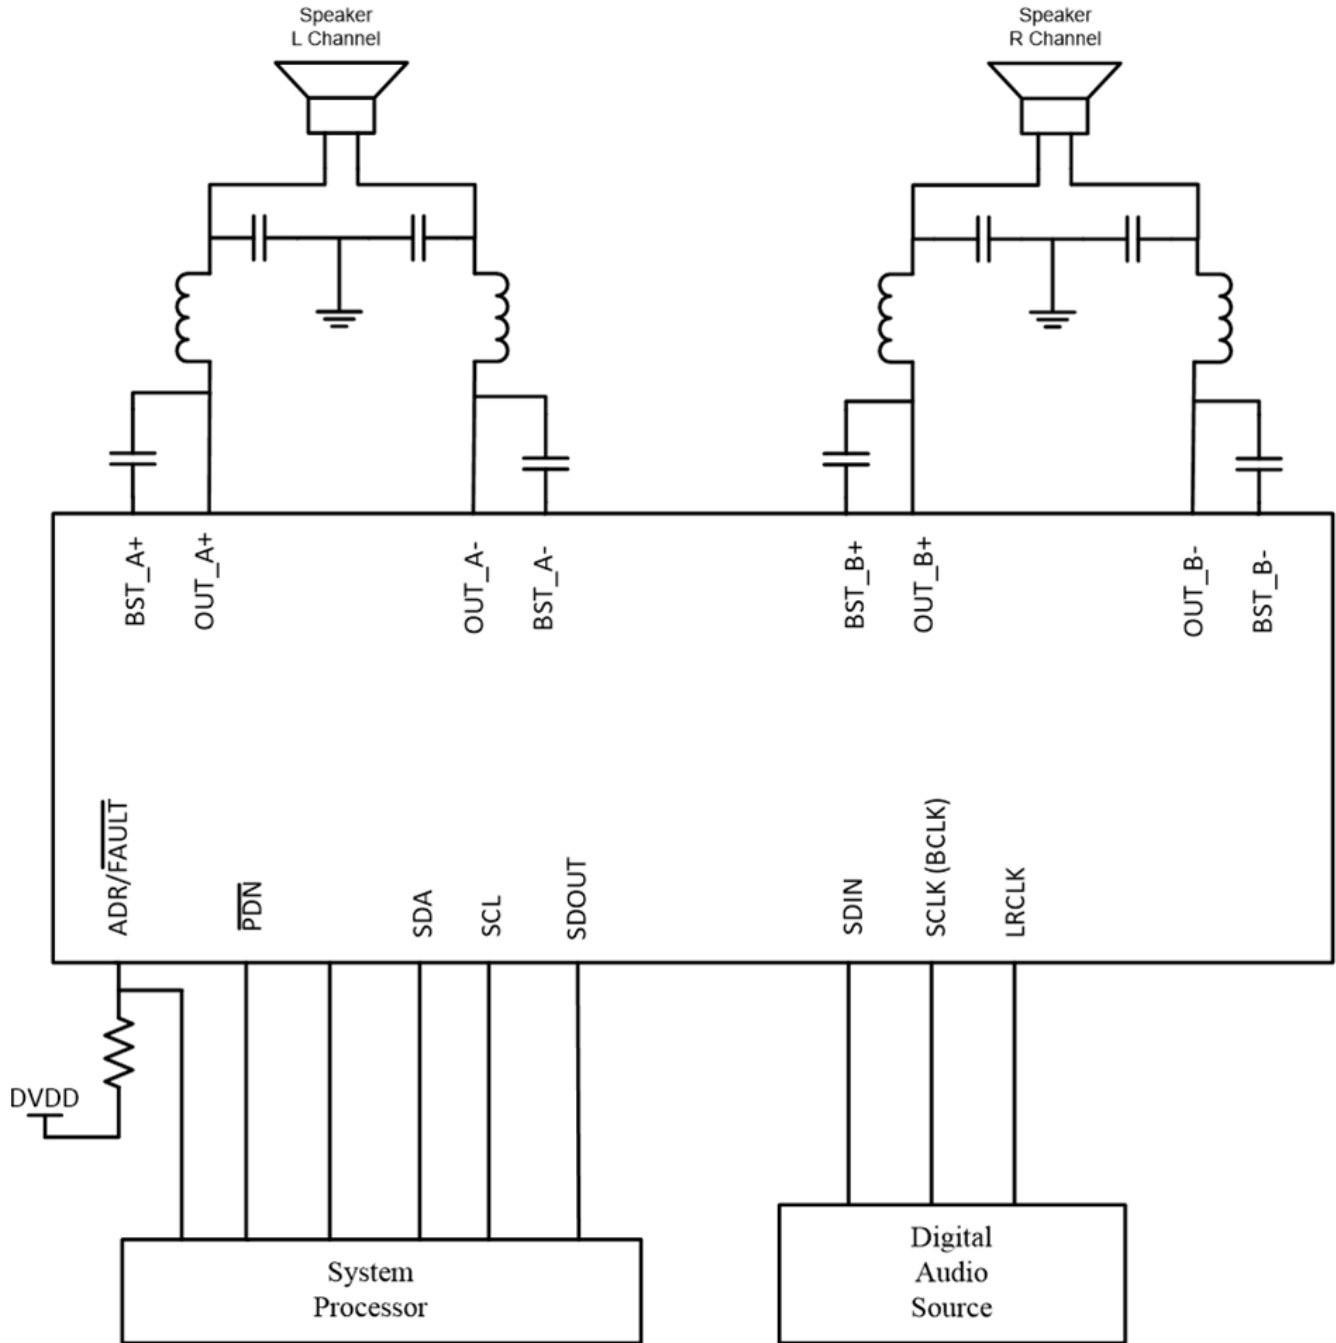 Speaker
L Channel
Speaker
R Channel
BST_A+
OUT_A+
OUT_A-
BST_A-
BST_B+
OUT_B+
OUT_B-
BST_B-
ADR/FAULT
PDN
SDA
SCL
SDOUT
SDIN
SCLK (BCLK)
LRCLK
DVDD
System
Processor
Digital
Audio
Source